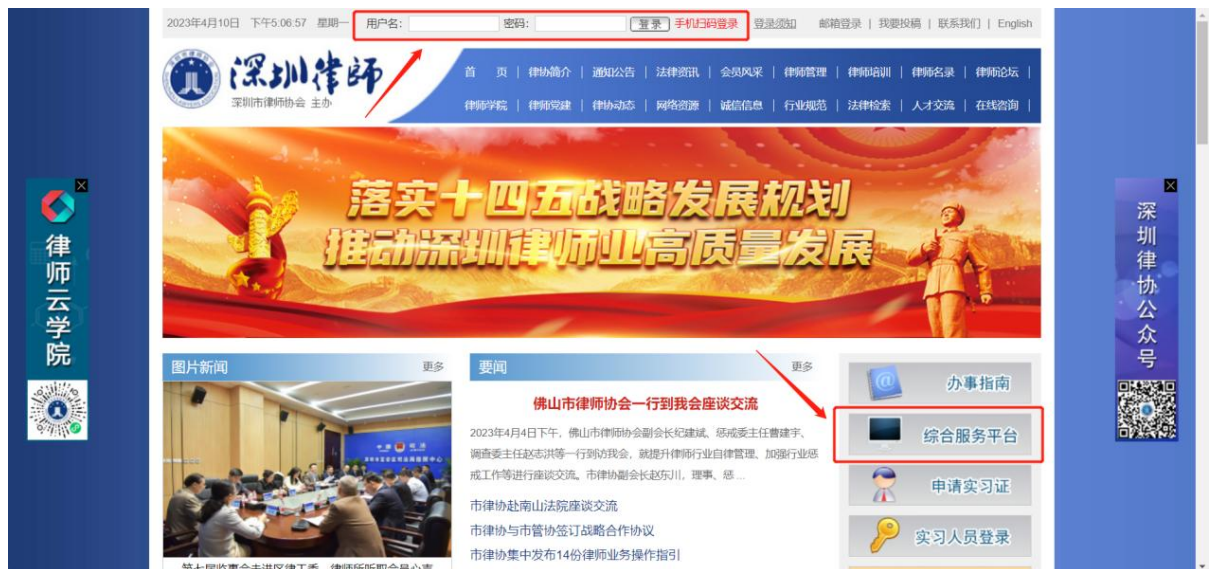 2023年4月10日 下午5:06:57 星期一 用户名: 密码: 登录 手机扫码登录 登录须知 邮箱登录 | 我要投稿 | 联系我们 | English
深圳律师
深圳市律师协会 主办
首 页 | 律协简介 | 通知公告 | 法律资讯 | 会员风采 | 律师管理 | 律师培训 | 律师名录 | 律师论坛 |
律师学院 | 律师党建 | 律协动态 | 网络资源 | 诚信信息 | 行业规范 | 法律检索 | 人才交流 | 在线咨询 |
落实十四五战略发展规划
推动深圳律师业高质量发展
律师云学院
深圳律协公众号
图片新闻 更多
要闻 更多
佛山市律师协会一行到我会座谈交流
2023年4月4日下午，佛山市律师协会副会长纪建斌、惩戒委主任曹建宇、
调查委主任赵志洪等一行到访我会，就提升律师行业自律管理、加强行业惩
戒工作等进行座谈交流。市律协副会长赵东川，理事、惩 ...
市律协赴南山法院座谈交流
市律协与市管协签订战略合作协议
市律协集中发布14份律师业务操作指引
办事指南
综合服务平台
申请实习证
实习人员登录